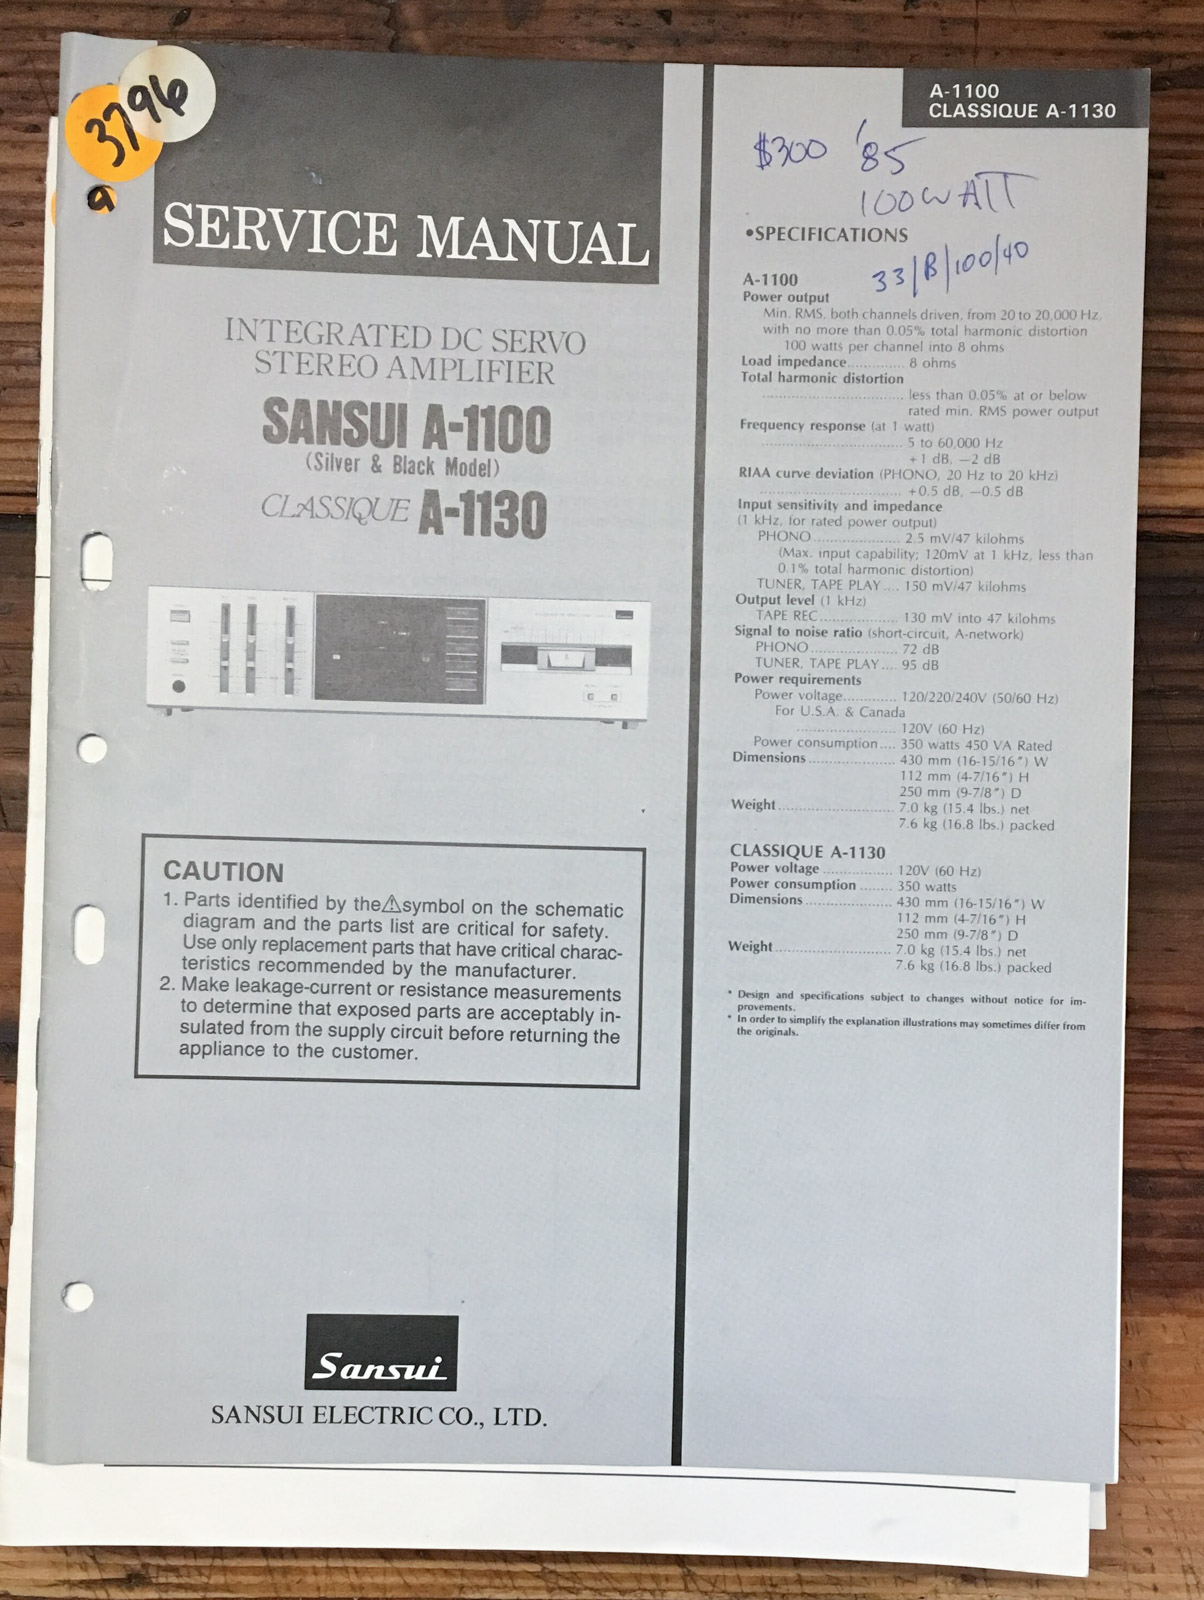 3796
a
SERVICE MANUAL
INTEGRATED DC SERVO
STEREO AMPLIFIER
SANSUI A-1100
(Silver & Black Model)
CLASSIQUE A-1130
CAUTION
1. Parts identified by the⚠symbol on the schematic
diagram and the parts list are critical for safety.
Use only replacement parts that have critical charac-
teristics recommended by the manufacturer.
2. Make leakage-current or resistance measurements
to determine that exposed parts are acceptably in-
sulated from the supply circuit before returning the
appliance to the customer.
Sansui
SANSUI ELECTRIC CO., LTD.
A-1100
CLASSIQUE A-1130
$300 '85
100WATT
•SPECIFICATIONS
33/B/100/40
A-1100
Power output
Min. RMS, both channels driven, from 20 to 20,000 Hz,
with no more than 0.05% total harmonic distortion
100 watts per channel into 8 ohms
Load impedance.............. 8 ohms
Total harmonic distortion
.................................. less than 0.05% at or below
rated min. RMS power output
Frequency response (at 1 watt)
.................................. 5 to 60,000 Hz
+1 dB, −2 dB
RIAA curve deviation (PHONO, 20 Hz to 20 kHz)
.................................. +0.5 dB, −0.5 dB
Input sensitivity and impedance
(1 kHz, for rated power output)
PHONO..................... 2.5 mV/47 kilohms
(Max. input capability; 120mV at 1 kHz, less than
0.1% total harmonic distortion)
TUNER, TAPE PLAY.... 150 mV/47 kilohms
Output level (1 kHz)
TAPE REC.................. 130 mV into 47 kilohms
Signal to noise ratio (short-circuit, A-network)
PHONO..................... 72 dB
TUNER, TAPE PLAY.... 95 dB
Power requirements
Power voltage............. 120/220/240V (50/60 Hz)
For U.S.A. & Canada
........................ 120V (60 Hz)
Power consumption.... 350 watts 450 VA Rated
Dimensions..................... 430 mm (16-15/16″) W
112 mm (4-7/16″) H
250 mm (9-7/8″) D
Weight............................ 7.0 kg (15.4 lbs.) net
7.6 kg (16.8 lbs.) packed
CLASSIQUE A-1130
Power voltage................. 120V (60 Hz)
Power consumption........ 350 watts
Dimensions..................... 430 mm (16-15/16″) W
112 mm (4-7/16″) H
250 mm (9-7/8″) D
Weight............................ 7.0 kg (15.4 lbs.) net
7.6 kg (16.8 lbs.) packed
* Design and specifications subject to changes without notice for im-
provements.
* In order to simplify the explanation illustrations may sometimes differ from
the originals.